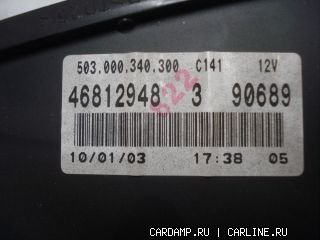 503.000.340.300 C141 12V
46812948 3 90689
622
10/01/03 17:38 05
CARDAMP.RU | CARLINE.RU